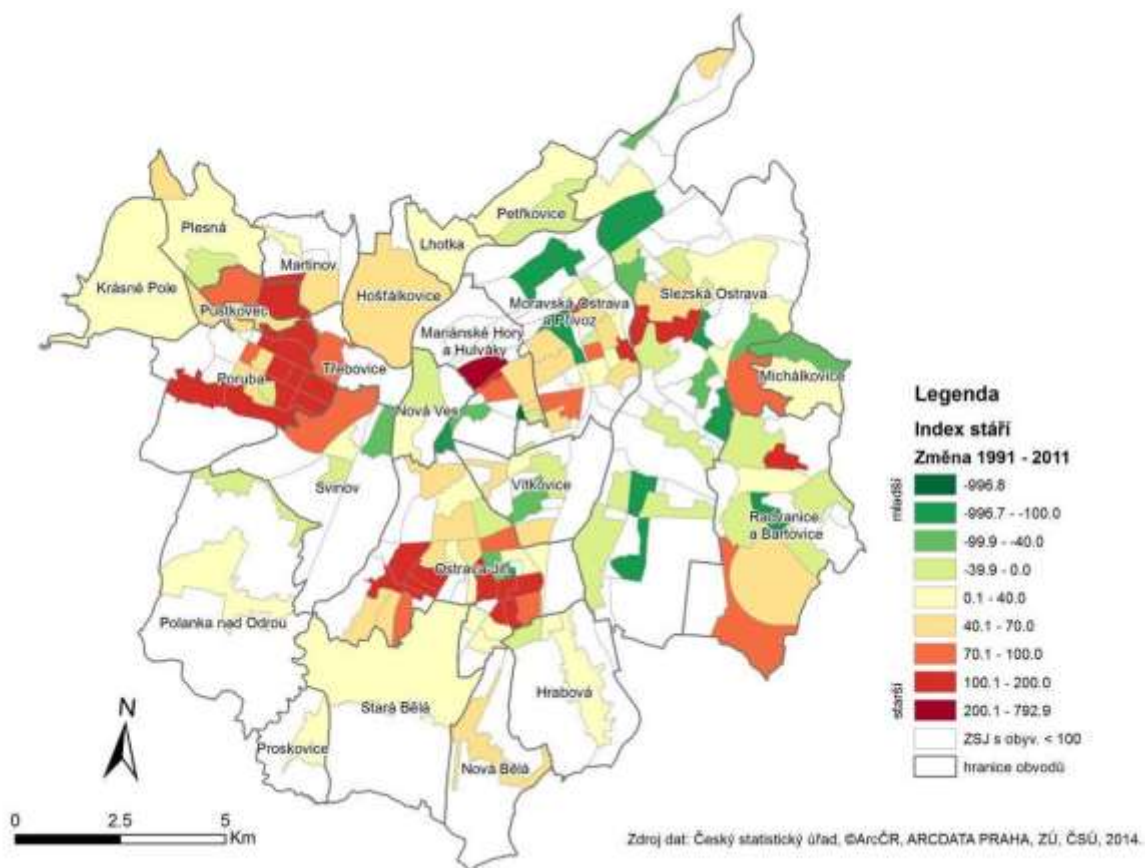 Petřkovice
Plesná
Lhotka
Martinov
Krásné Pole
Hošťálkovice
Slezská Ostrava
Pustkovec
Moravská Ostrava
a Přívoz
Mariánské Hory
a Hulváky
Třebovice
Poruba
Michálkovice
Nová Ves
Svinov
Vítkovice
Radvanice
a Bartovice
Ostrava-Jih
Polanka nad Odrou
Hrabová
Stará Bělá
Proskovice
Nová Bělá
Legenda
Index stáří
Změna 1991 - 2011
mladší
-996.8
-996.7 - -100.0
-99.9 - -40.0
-39.9 - 0.0
0.1 - 40.0
40.1 - 70.0
70.1 - 100.0
100.1 - 200.0
200.1 - 792.9
starší
ZSJ s obyv. < 100
hranice obvodů
N
0 2.5 5
Km
Zdroj dat: Český statistický úřad, ©ArcČR, ARCDATA PRAHA, ZÚ, ČSÚ, 2014